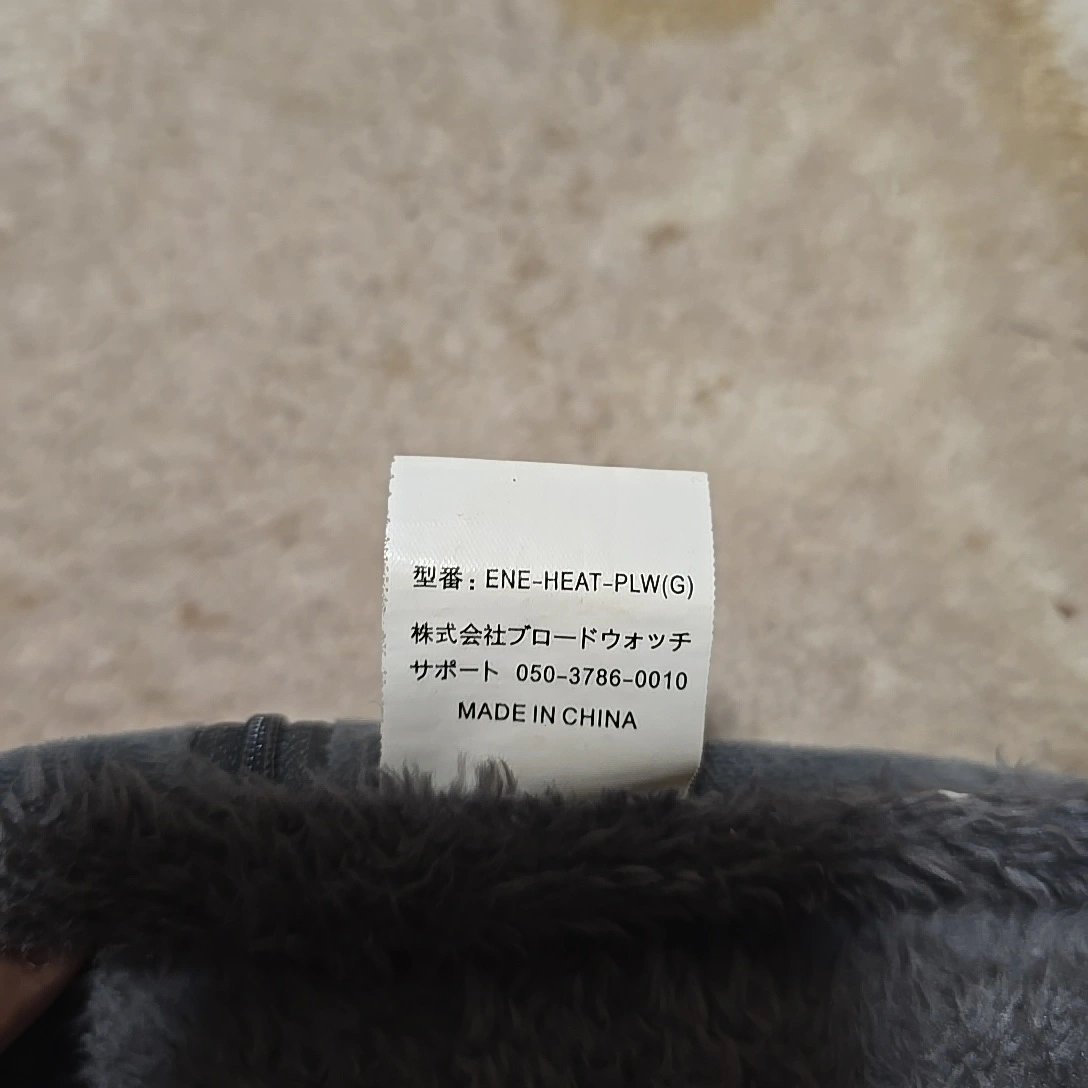 型番：ENE-HEAT-PLW(G)
株式会社ブロードウォッチ
サポート 050-3786-0010
MADE IN CHINA